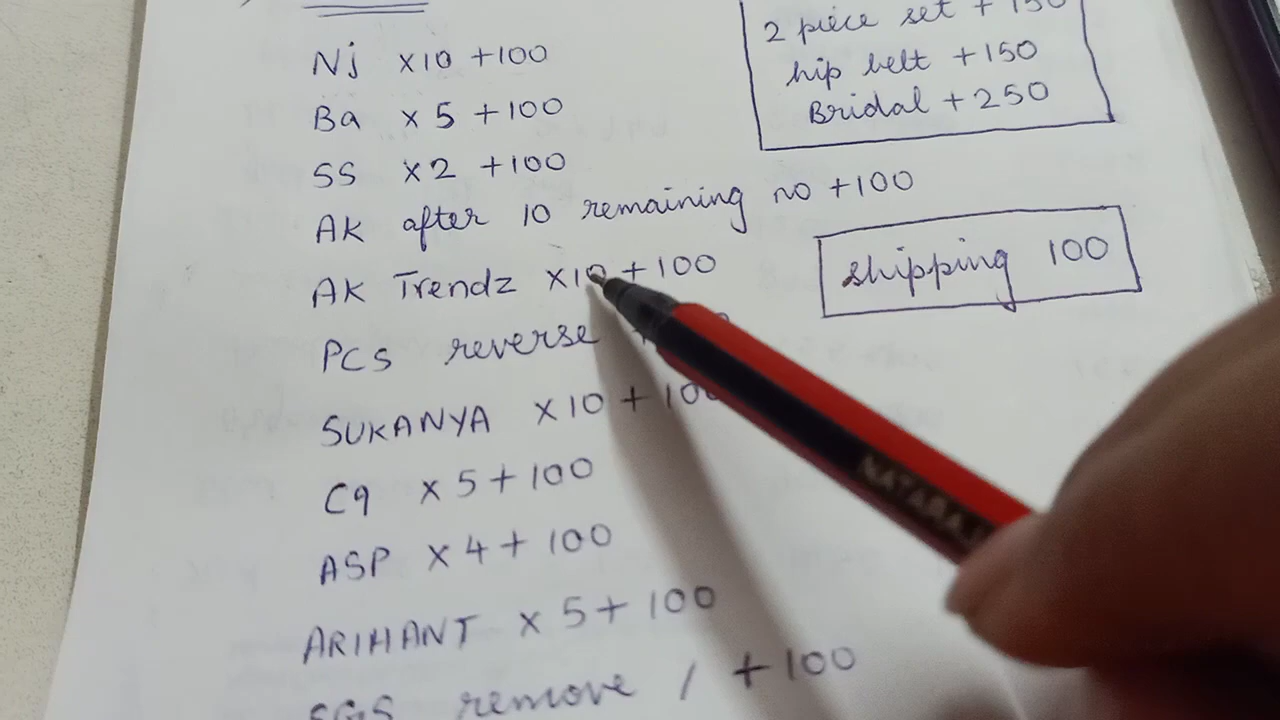 2 piece set + 150
hip belt +150
Bridal + 250
Nj x10 +100
Ba x 5 +100
SS x2 +100
AK after 10 remaining no +100
AK Trendz x10 +100
shipping 100
PCS reverse
SUKANYA x10 + 100
C9 x 5 + 100
ASP x 4 + 100
ARIHANT x 5 + 100
SGS remove / +100
NATARAJ